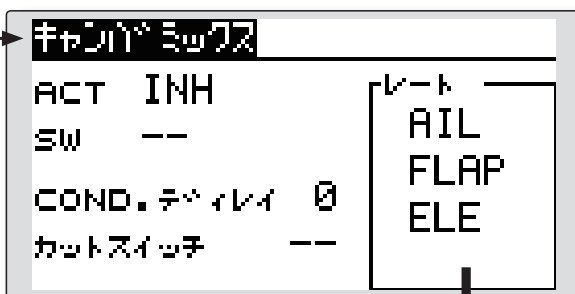 キャンバミックス
ACT INH
SW --
COND.ディレイ 0
カットスイッチ --
レート
AIL
FLAP
ELE